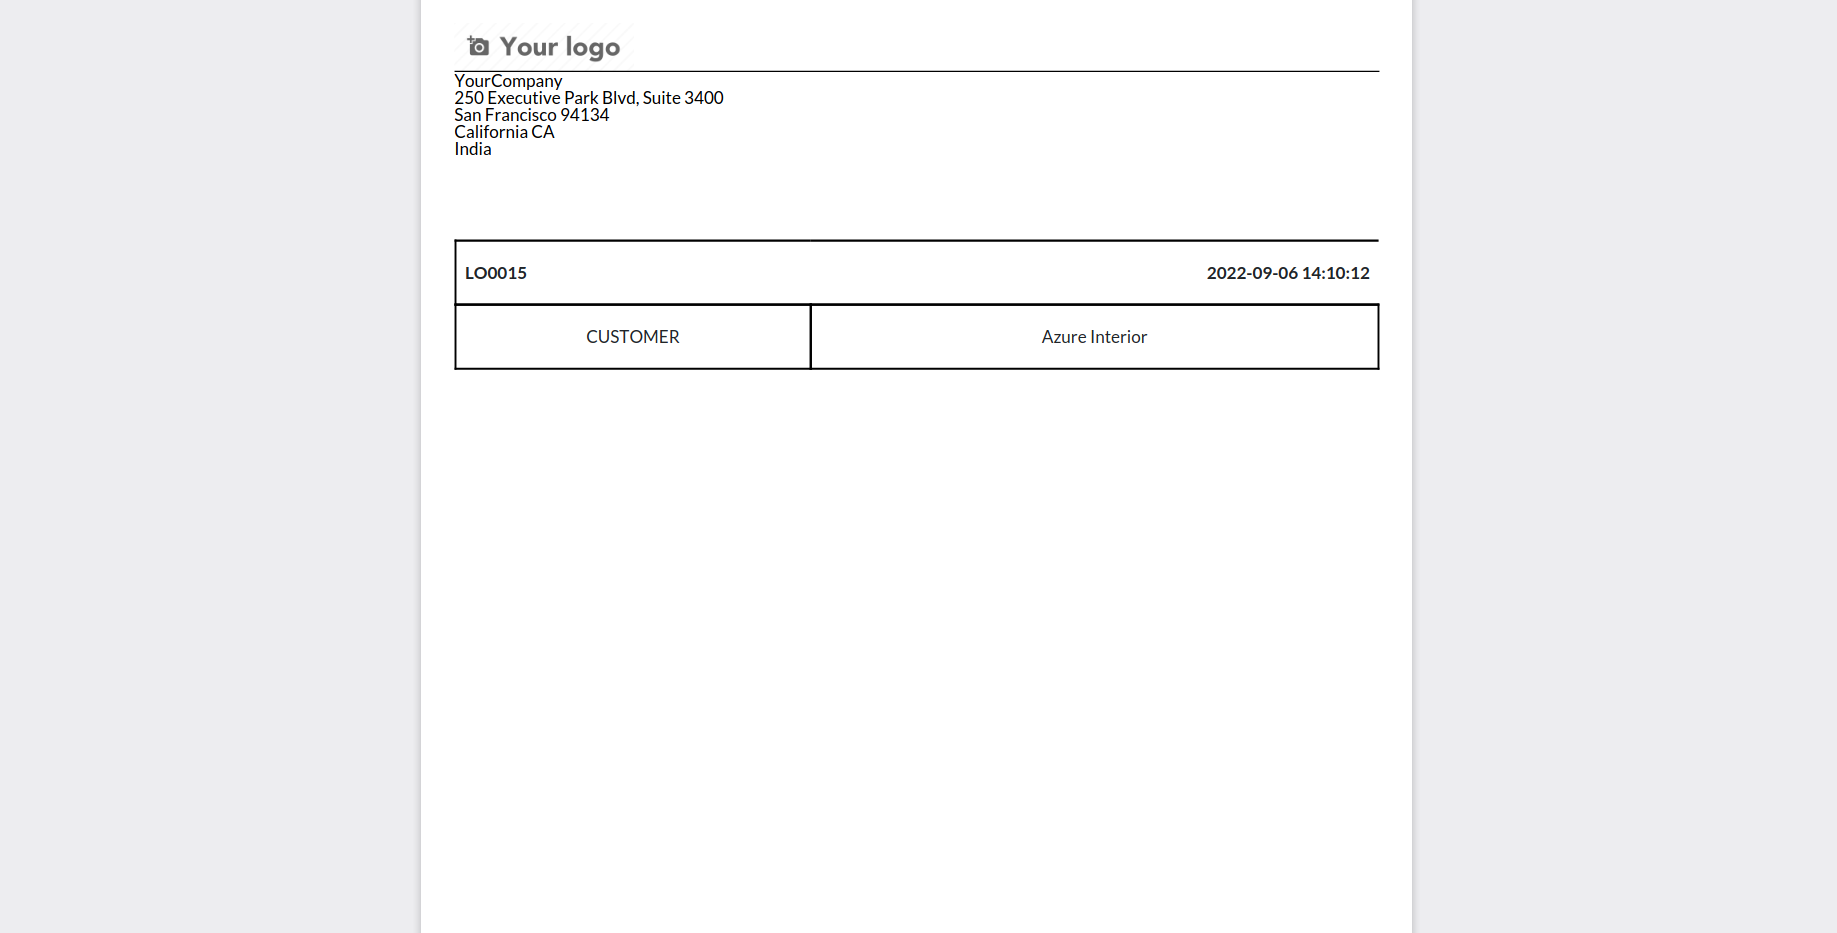 Your logo
YourCompany
250 Executive Park Blvd, Suite 3400
San Francisco 94134
California CA
India
LO0015 2022-09-06 14:10:12
CUSTOMER Azure Interior